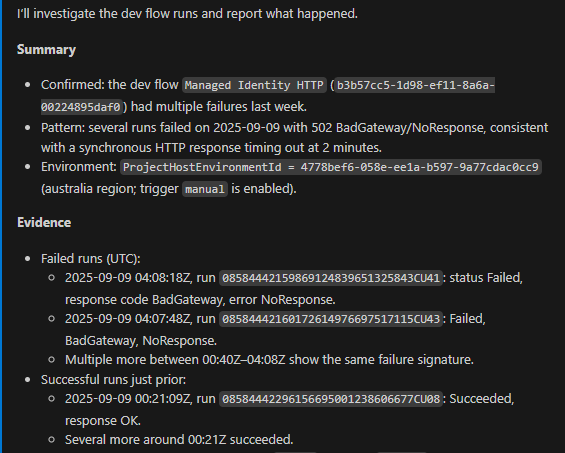 I'll investigate the dev flow runs and report what happened.
Summary
• Confirmed: the dev flow Managed Identity HTTP (b3b57cc5-1d98-ef11-8a6a-
00224895daf0) had multiple failures last week.
• Pattern: several runs failed on 2025-09-09 with 502 BadGateway/NoResponse, consistent
with a synchronous HTTP response timing out at 2 minutes.
• Environment: ProjectHostEnvironmentId = 4778bef6-058e-ee1a-b597-9a77cdac0cc9
(australia region; trigger manual is enabled).
Evidence
• Failed runs (UTC):
○ 2025-09-09 04:08:18Z, run 08584442159869124839651325843CU41: status Failed,
response code BadGateway, error NoResponse.
○ 2025-09-09 04:07:48Z, run 08584442160172614976697517115CU43: Failed,
BadGateway, NoResponse.
○ Multiple more between 00:40Z–04:08Z show the same failure signature.
• Successful runs just prior:
○ 2025-09-09 00:21:09Z, run 08584442296156695001238606677CU08: Succeeded,
response OK.
○ Several more around 00:21Z succeeded.